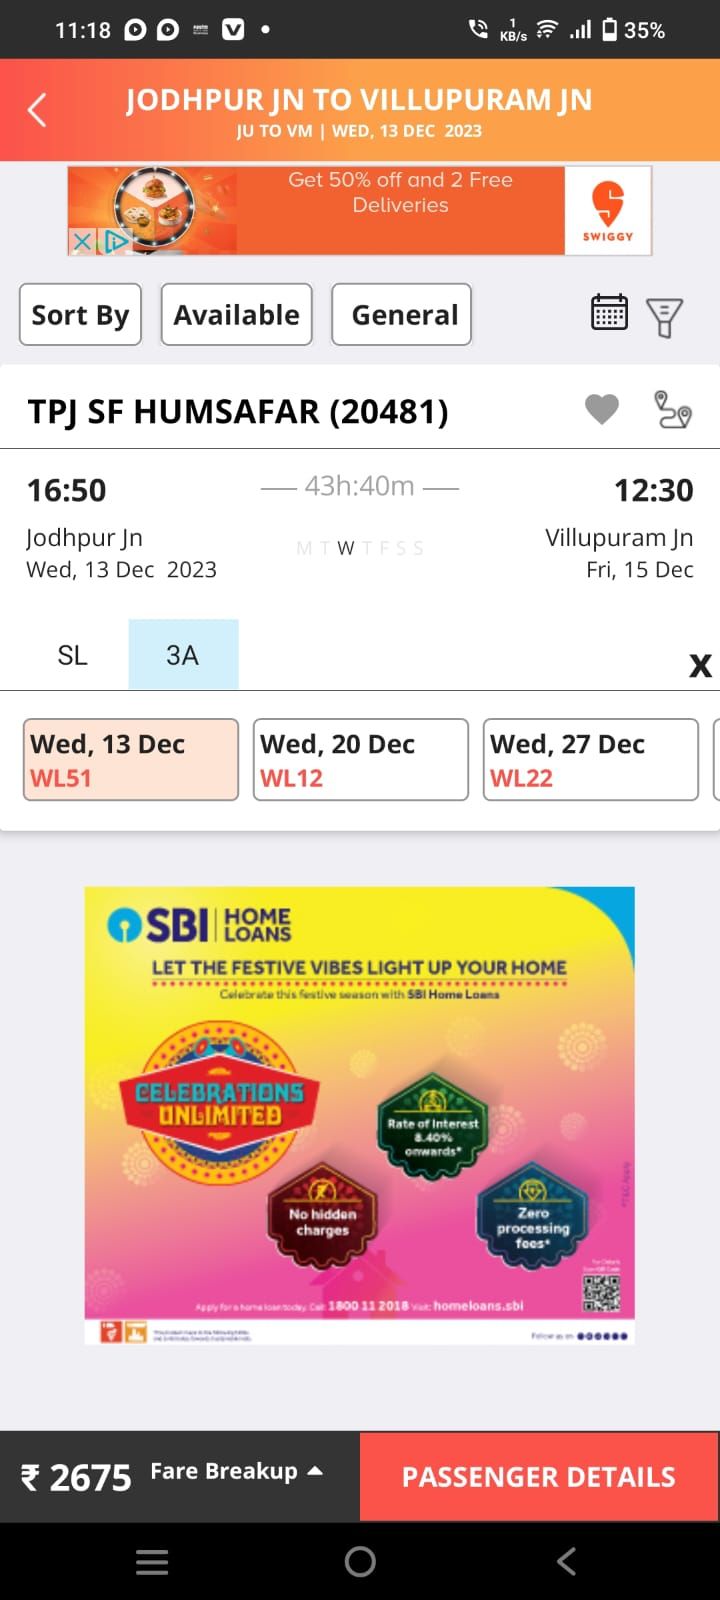 11:18
1
KB/s
35%
JODHPUR JN TO VILLUPURAM JN
JU TO VM | WED, 13 DEC 2023
Get 50% off and 2 Free
Deliveries
SWIGGY
Sort By
Available
General
TPJ SF HUMSAFAR (20481)
16:50
43h:40m
12:30
Jodhpur Jn
M T W T F S S
Villupuram Jn
Wed, 13 Dec 2023
Fri, 15 Dec
SL
3A
X
Wed, 13 Dec
WL51
Wed, 20 Dec
WL12
Wed, 27 Dec
WL22
SBI HOME
LOANS
LET THE FESTIVE VIBES LIGHT UP YOUR HOME
Celebrate this festive season with SBI Home Loans
CELEBRATIONS
UNLIMITED
Rate of Interest
8.40%
onwards*
No hidden
charges
Zero
processing
fees*
Apply for a home loan today. Call 1800 11 2018 Visit: homeloans.sbi
Follow us on
₹ 2675
Fare Breakup
PASSENGER DETAILS